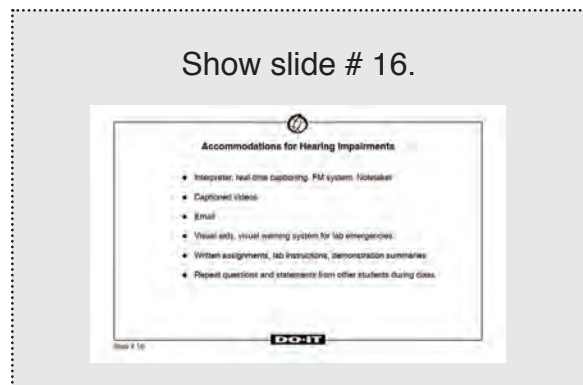 Show slide # 16.
Accommodations for Hearing Impairments
• Interpreter, real-time captioning, FM system, Notetaker
• Captioned videos
• Email
• Visual aids, visual warning system for lab emergencies
• Written assignments, lab instructions, demonstration summaries
• Repeat questions and statements from other students during class
DO-IT
Slide # 16